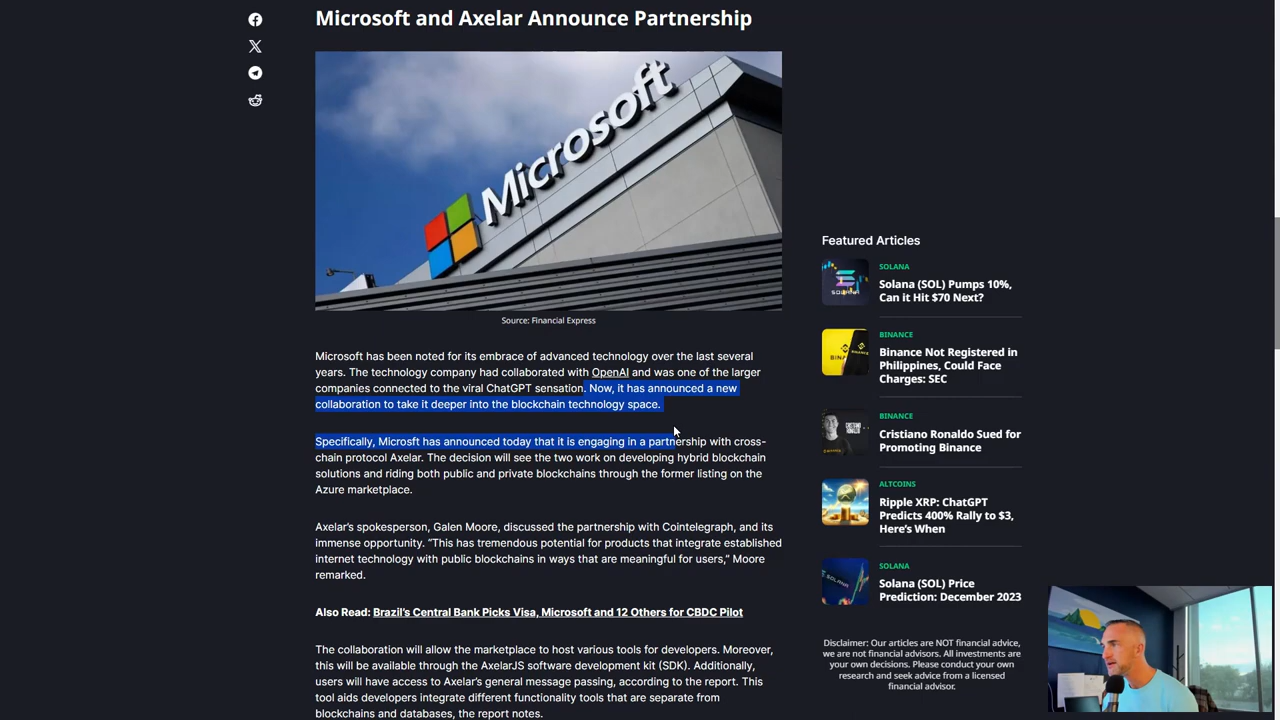 Microsoft and Axelar Announce Partnership
Microsoft
Source: Financial Express
Microsoft has been noted for its embrace of advanced technology over the last several
years. The technology company had collaborated with OpenAI and was one of the larger
companies connected to the viral ChatGPT sensation. Now, it has announced a new
collaboration to take it deeper into the blockchain technology space.
Specifically, Microsft has announced today that it is engaging in a partnership with cross-
chain protocol Axelar. The decision will see the two work on developing hybrid blockchain
solutions and riding both public and private blockchains through the former listing on the
Azure marketplace.
Axelar’s spokesperson, Galen Moore, discussed the partnership with Cointelegraph, and its
immense opportunity. “This has tremendous potential for products that integrate established
internet technology with public blockchains in ways that are meaningful for users,” Moore
remarked.
Also Read: Brazil’s Central Bank Picks Visa, Microsoft and 12 Others for CBDC Pilot
The collaboration will allow the marketplace to host various tools for developers. Moreover,
this will be available through the AxelarJS software development kit (SDK). Additionally,
users will have access to Axelar’s general message passing, according to the report. This
tool aids developers integrate different functionality tools that are separate from
blockchains and databases, the report notes.
Featured Articles
SOLANA
Solana (SOL) Pumps 10%,
Can it Hit $70 Next?
BINANCE
Binance Not Registered in
Philippines, Could Face
Charges: SEC
BINANCE
Cristiano Ronaldo Sued for
Promoting Binance
ALTCOINS
Ripple XRP: ChatGPT
Predicts 400% Rally to $3,
Here’s When
SOLANA
Solana (SOL) Price
Prediction: December 2023
Disclaimer: Our articles are NOT financial advice,
we are not financial advisors. All investments are
your own decisions. Please conduct your own
research and seek advice from a licensed
financial advisor.